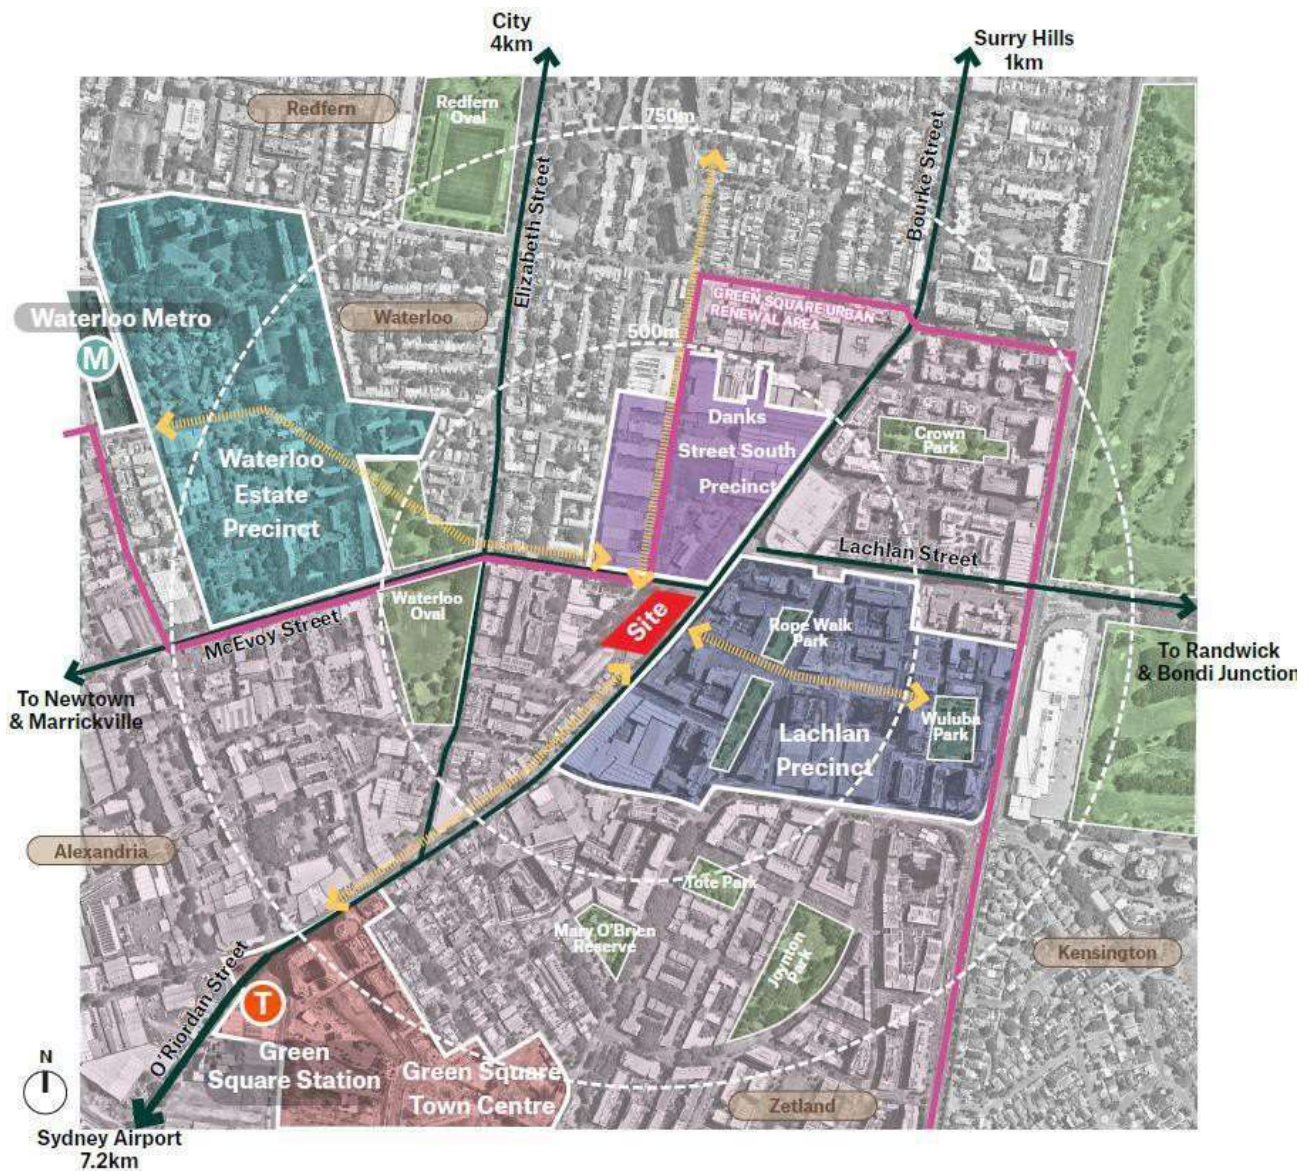 City
4km
Surry Hills
1km
Redfern
Redfern
Oval
750m
Bourke Street
Elizabeth Street
Waterloo Metro
M
Waterloo
GREEN SQUARE URBAN
RENEWAL AREA
500m
Danks
Street South
Precinct
Crown
Park
Waterloo
Estate
Precinct
Lachlan Street
Waterloo
Oval
McEvoy Street
Site
Rope Walk
Park
To Newtown
& Marrickville
To Randwick
& Bondi Junction
Wuluba
Park
Lachlan
Precinct
Alexandria
Tote Park
Mary O'Brien
Reserve
Joynton
Park
Kensington
O'Riordan Street
T
Green
Square Station
Green Square
Town Centre
N
Zetland
Sydney Airport
7.2km